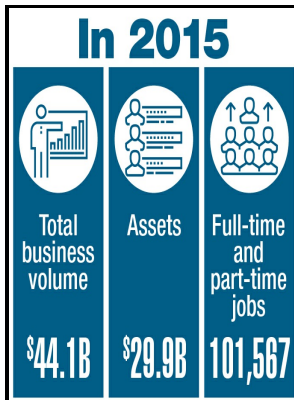 In 2015
Total
business
volume
$44.1B
Assets
$29.9B
Full-time
and
part-time
jobs
101,567